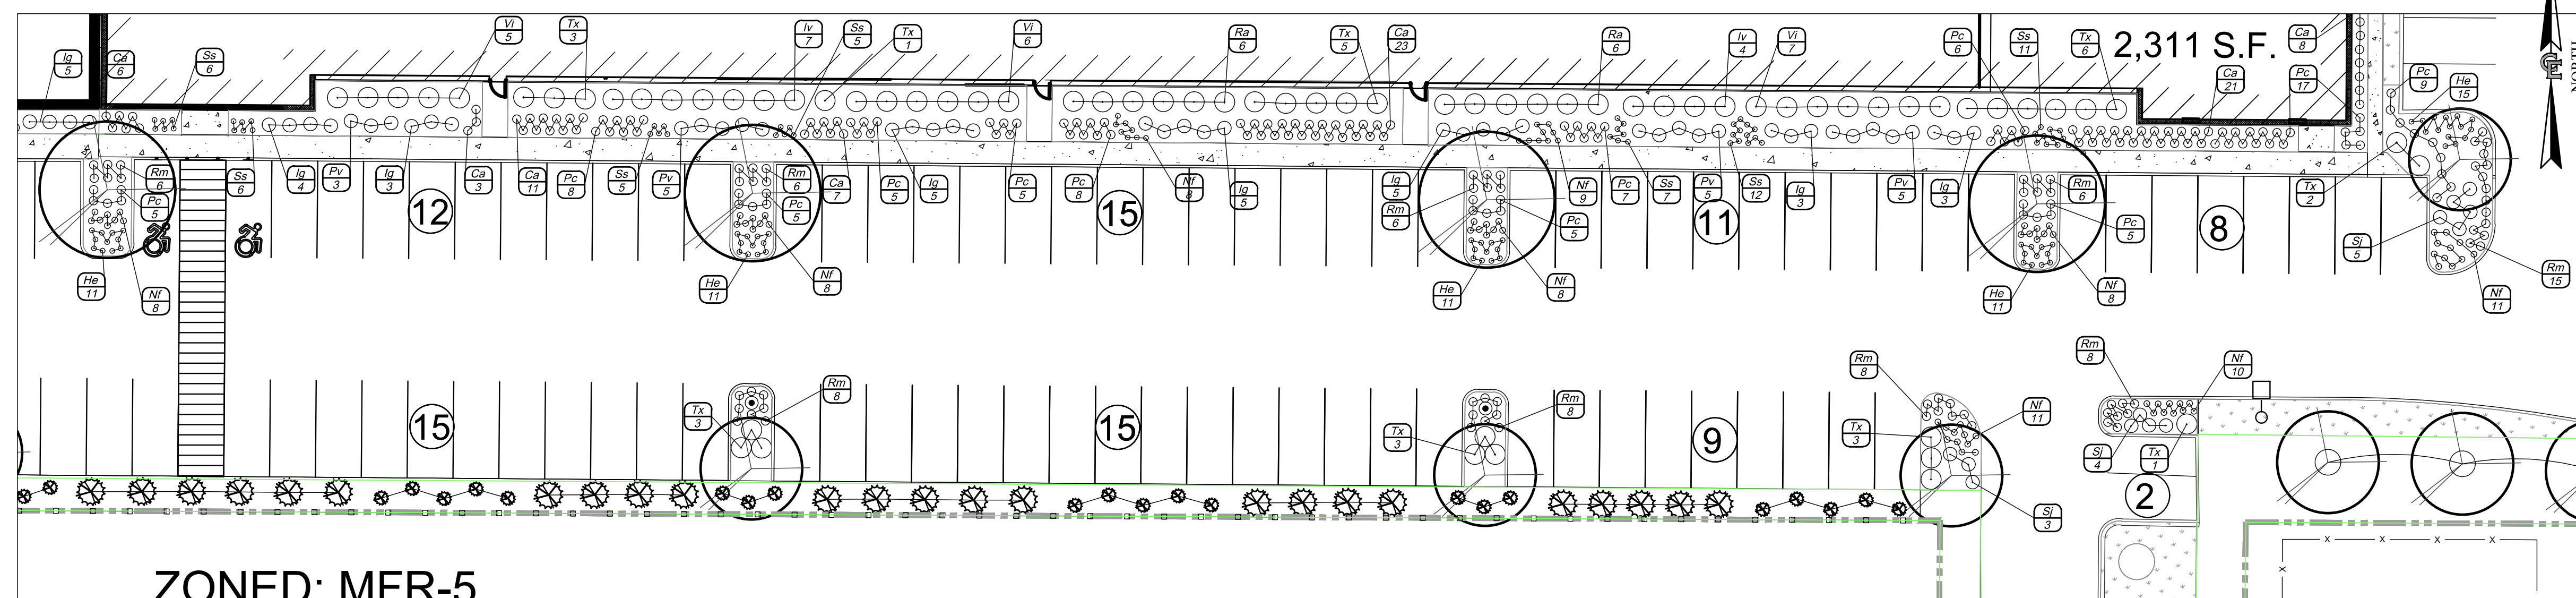 Vi
5
Tx
3
Iv
7
Ss
5
Tx
1
Vi
6
Ra
6
Tx
5
Ca
23
Ra
6
Iv
4
Vi
7
Pc
6
Ss
11
Tx
6
2,311 S.F.
Ca
8
Ig
5
Ca
6
Ss
6
Ca
21
Pc
17
Pc
9
He
15
NORTH
Rm
6
Pc
5
Ss
6
Ig
4
Pv
3
Ig
3
Ca
3
Ca
11
Pc
8
Ss
5
Pv
5
Rm
6
Pc
5
Ca
7
Pc
5
Ig
5
Pc
5
Pc
8
Nf
8
Ig
5
Ig
5
Rm
6
Nf
9
Pc
7
Ss
7
Pv
5
Ss
12
Ig
3
Pv
5
Ig
3
Rm
6
Tx
2
12
15
11
8
Pc
5
Pc
5
Sj
5
Rm
15
He
11
Nf
8
He
11
Nf
8
He
11
Nf
8
He
11
Nf
8
Nf
11
Rm
8
Rm
8
Rm
8
Rm
8
Nf
10
Tx
3
Tx
3
Tx
3
Nf
11
15
15
9
Sj
4
Tx
1
2
Sj
3
X X X X
X
ZONED: MFR-5